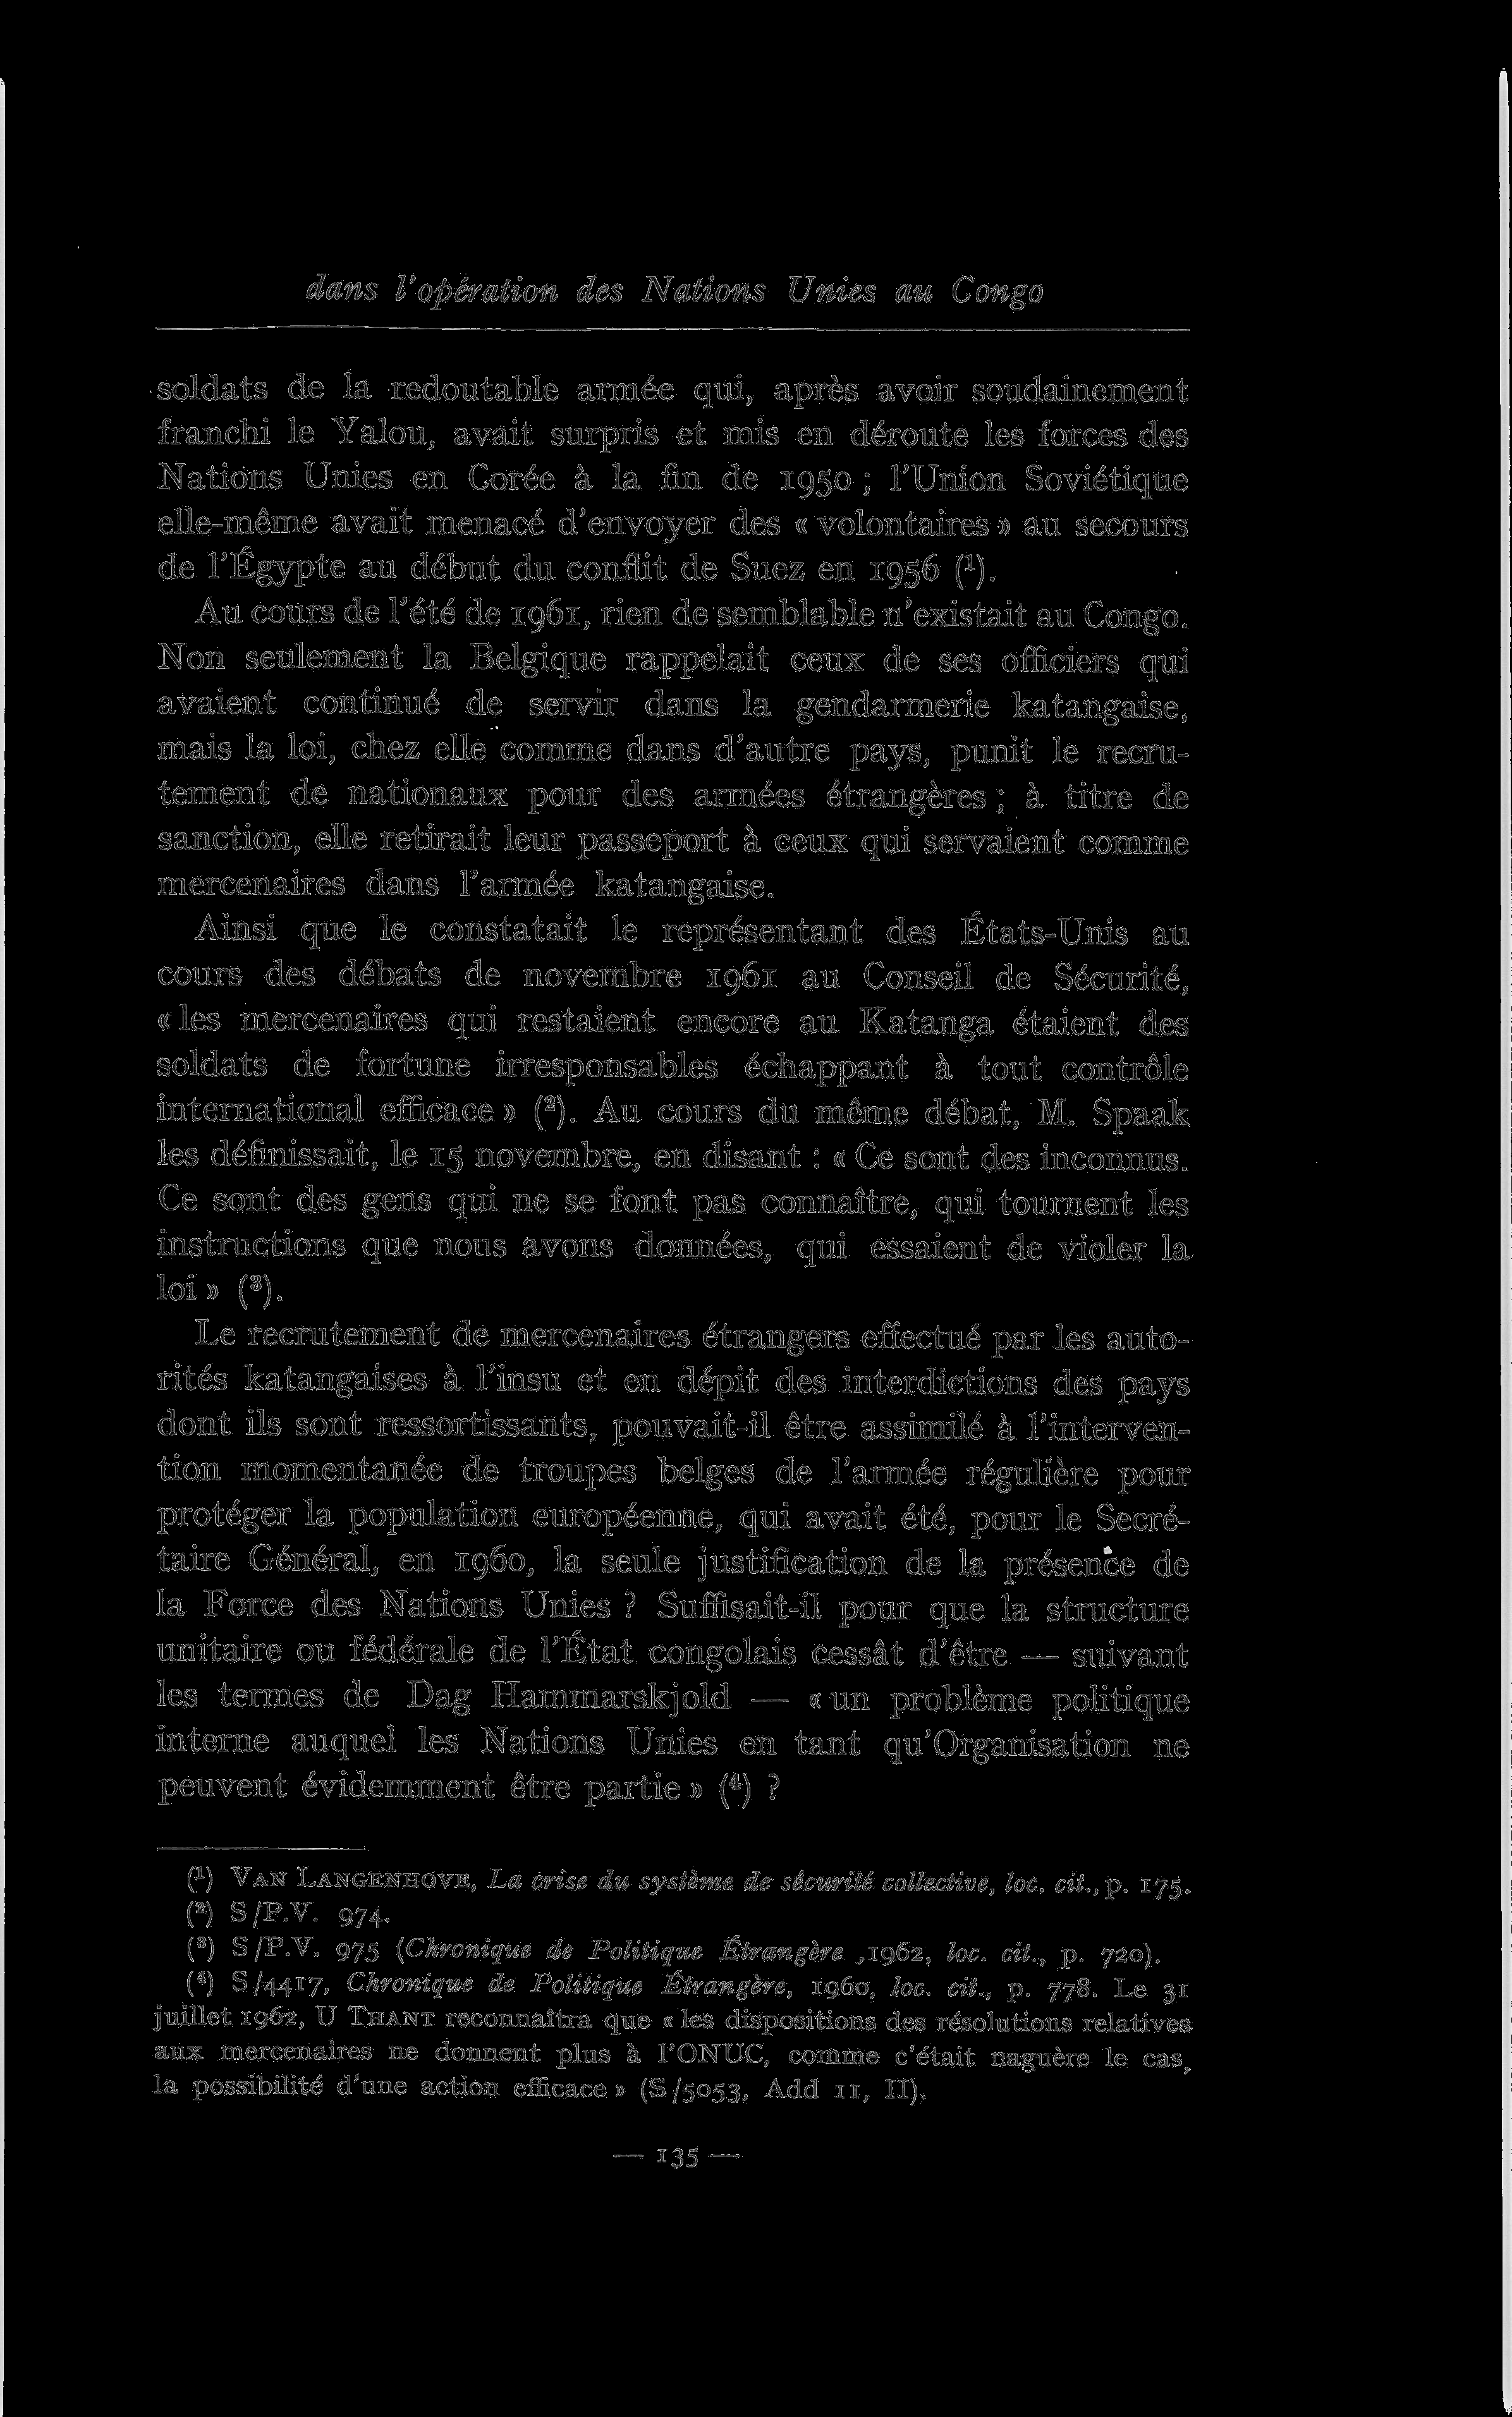 dans l'opération des Nations Unies au Congo
soldats de la redoutable armée qui, après avoir soudainement
franchi le Yalou, avait surpris et mis en déroute les forces des
Nations Unies en Corée à la fin de 1950 ; l'Union Soviétique
elle-même avait menacé d'envoyer des « volontaires » au secours
de l'Égypte au début du conflit de Suez en 1956 (¹).
Au cours de l'été de 1961, rien de semblable n'existait au Congo.
Non seulement la Belgique rappelait ceux de ses officiers qui
avaient continué de servir dans la gendarmerie katangaise,
mais la loi, chez elle comme dans d'autre pays, punit le recru-
tement de nationaux pour des armées étrangères ; à titre de
sanction, elle retirait leur passeport à ceux qui servaient comme
mercenaires dans l'armée katangaise.
Ainsi que le constatait le représentant des États-Unis au
cours des débats de novembre 1961 au Conseil de Sécurité,
« les mercenaires qui restaient encore au Katanga étaient des
soldats de fortune irresponsables échappant à tout contrôle
international efficace » (²). Au cours du même débat, M. Spaak
les définissait, le 15 novembre, en disant : « Ce sont des inconnus.
Ce sont des gens qui ne se font pas connaître, qui tournent les
instructions que nous avons données, qui essaient de violer la
loi » (³).
Le recrutement de mercenaires étrangers effectué par les auto-
rités katangaises à l'insu et en dépit des interdictions des pays
dont ils sont ressortissants, pouvait-il être assimilé à l'interven-
tion momentanée de troupes belges de l'armée régulière pour
protéger la population européenne, qui avait été, pour le Secré-
taire Général, en 1960, la seule justification de la présence de
la Force des Nations Unies ? Suffisait-il pour que la structure
unitaire ou fédérale de l'État congolais cessât d'être — suivant
les termes de Dag Hammarskjold — « un problème politique
interne auquel les Nations Unies en tant qu'Organisation ne
peuvent évidemment être partie » (⁴) ?
(¹) VAN LANGENHOVE, La crise du système de sécurité collective, loc. cit., p. 175.
(²) S/P.V. 974.
(³) S/P.V. 975 (Chronique de Politique Étrangère ,1962, loc. cit., p. 720).
(⁴) S/4417, Chronique de Politique Étrangère, 1960, loc. cit., p. 778. Le 31
juillet 1962, U THANT reconnaîtra que « les dispositions des résolutions relatives
aux mercenaires ne donnent plus à l'ONUC, comme c'était naguère le cas,
la possibilité d'une action efficace » (S/5053, Add 11, II).
— 135 —